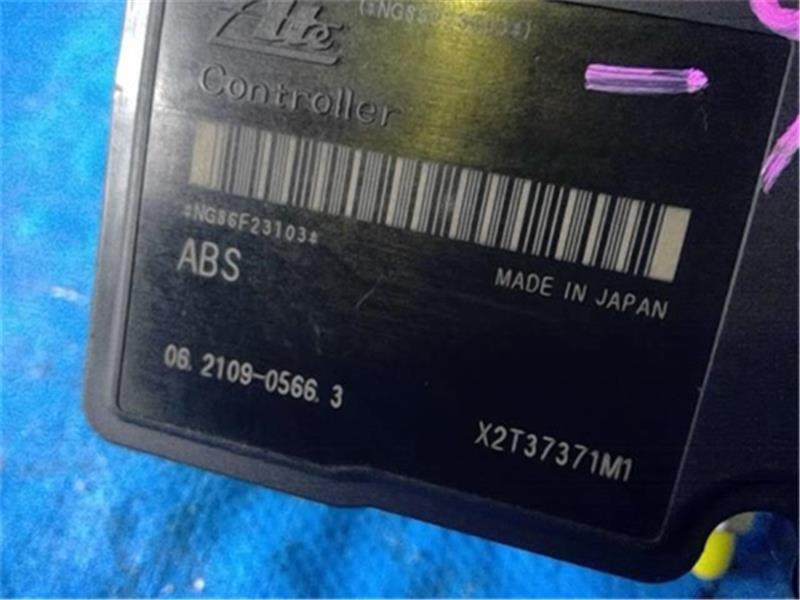 Ate
Controller
*NG86F23103*
ABS
MADE IN JAPAN
06.2109-0566.3
X2T37371M1